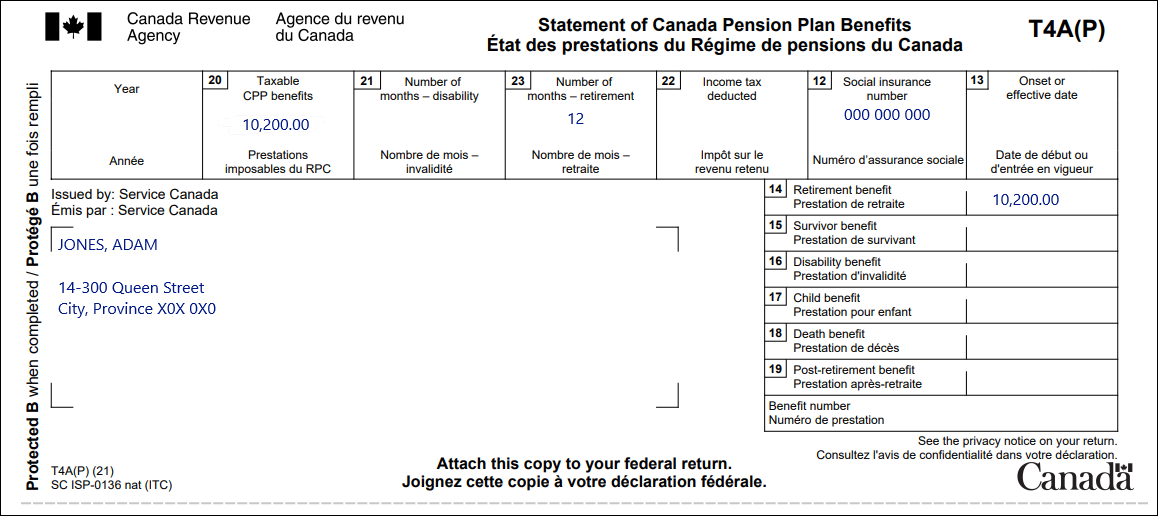 Canada Revenue Agency
Agence du revenu du Canada
Statement of Canada Pension Plan Benefits
État des prestations du Régime de pensions du Canada
T4A(P)
Year
Année
20 Taxable CPP benefits
10,200.00
Prestations imposables du RPC
21 Number of months – disability
Nombre de mois – invalidité
23 Number of months – retirement
12
Nombre de mois – retraite
22 Income tax deducted
Impôt sur le revenu retenu
12 Social insurance number
000 000 000
Numéro d'assurance sociale
13 Onset or effective date
Date de début ou d'entrée en vigueur
Issued by: Service Canada
Émis par : Service Canada
JONES, ADAM
14-300 Queen Street
City, Province X0X 0X0
14 Retirement benefit
Prestation de retraite
10,200.00
15 Survivor benefit
Prestation de survivant
16 Disability benefit
Prestation d'invalidité
17 Child benefit
Prestation pour enfant
18 Death benefit
Prestation de décès
19 Post-retirement benefit
Prestation après-retraite
Benefit number
Numéro de prestation
See the privacy notice on your return.
Consultez l'avis de confidentialité dans votre déclaration.
Protected B when completed / Protégé B une fois rempli
T4A(P) (21)
SC ISP-0136 nat (ITC)
Attach this copy to your federal return.
Joignez cette copie à votre déclaration fédérale.
Canada